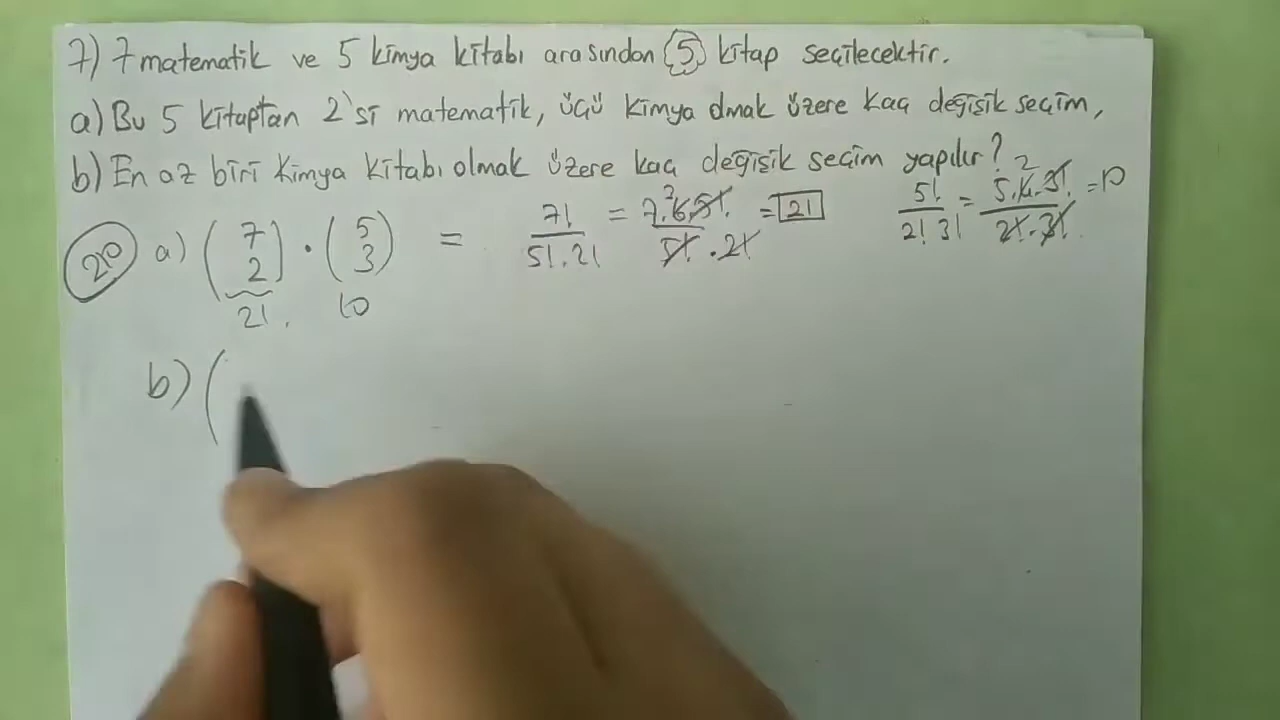 7) 7 matematik ve 5 kimya kitabı arasından 5 kitap seçilecektir.
a) Bu 5 kitaptan 2'si matematik, üçü kimya olmak üzere kaç değişik seçim,
b) En az biri kimya kitabı olmak üzere kaç değişik seçim yapılır?
a) (7 2) · (5 3) = 7! / 5!.2! = 7.6.5! / 5!.2! = 21 5! / 2! 3! = 5.4.3! / 2!.3! = 10
3 2
21 . 10
b) (